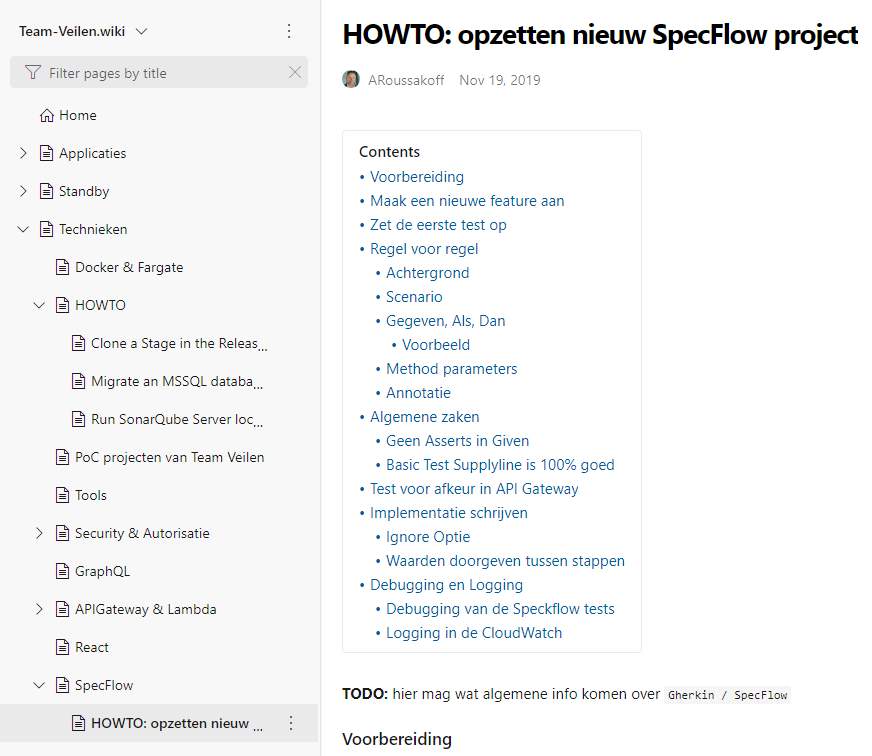 Team-Veilen.wiki
Filter pages by title
Home
Applicaties
Standby
Technieken
Docker & Fargate
HOWTO
Clone a Stage in the Releas...
Migrate an MSSQL databa...
Run SonarQube Server loc...
PoC projecten van Team Veilen
Tools
Security & Autorisatie
GraphQL
APIGateway & Lambda
React
SpecFlow
HOWTO: opzetten nieuw ...
HOWTO: opzetten nieuw SpecFlow project
ARoussakoff Nov 19, 2019
Contents
• Voorbereiding
• Maak een nieuwe feature aan
• Zet de eerste test op
• Regel voor regel
• Achtergrond
• Scenario
• Gegeven, Als, Dan
• Voorbeeld
• Method parameters
• Annotatie
• Algemene zaken
• Geen Asserts in Given
• Basic Test Supplyline is 100% goed
• Test voor afkeur in API Gateway
• Implementatie schrijven
• Ignore Optie
• Waarden doorgeven tussen stappen
• Debugging en Logging
• Debugging van de Speckflow tests
• Logging in de CloudWatch
TODO: hier mag wat algemene info komen over Gherkin / SpecFlow
Voorbereiding